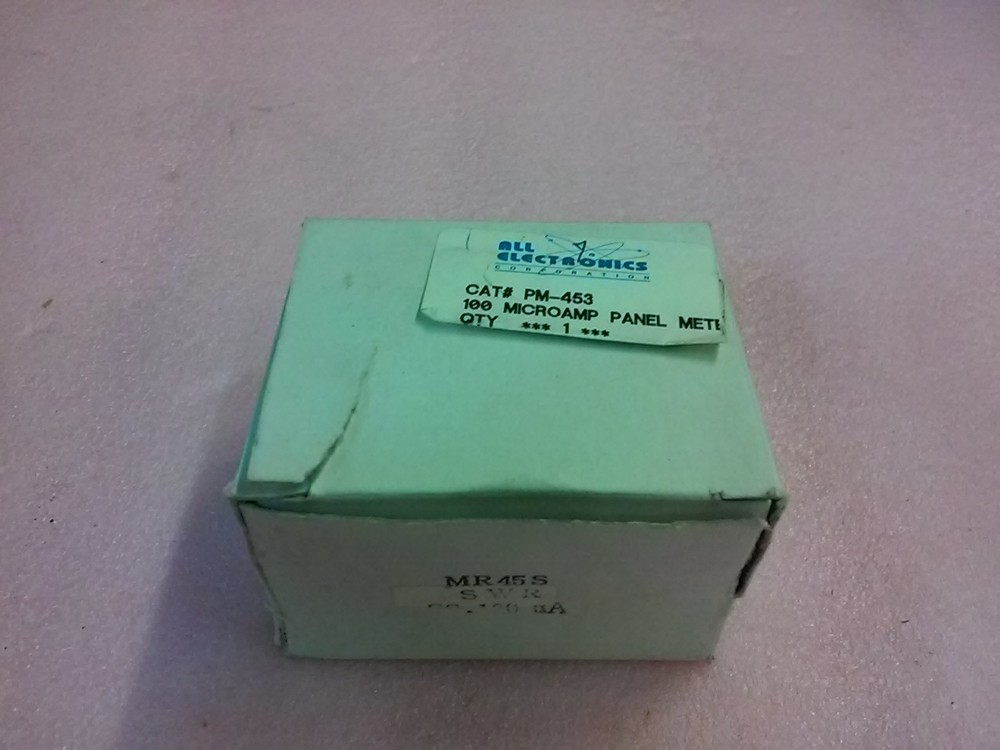 ALL
ELECTRONICS
CORPORATION
CAT# PM-453
100 MICROAMP PANEL METE
QTY *** 1 ***
MR45S
SWR